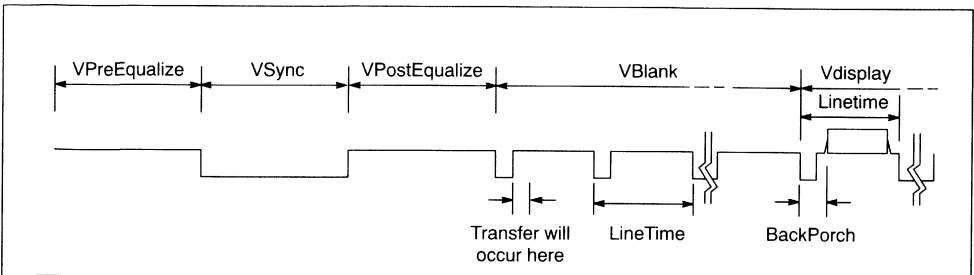 VPreEqualize VSync VPostEqualize VBlank Vdisplay
Linetime
Transfer will
occur here
LineTime
BackPorch